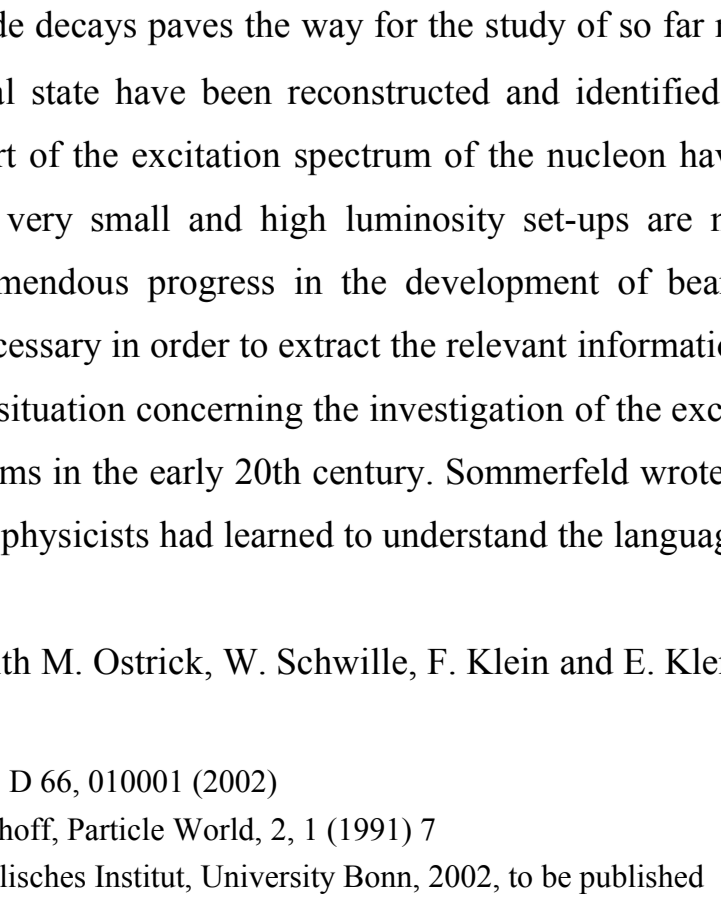 de decays paves the way for the study of so far
al state have been reconstructed and identified
rt of the excitation spectrum of the nucleon hav
very small and high luminosity set-ups are
mendous progress in the development of bea
cessary in order to extract the relevant informatio
situation concerning the investigation of the exc
ms in the early 20th century. Sommerfeld wrote
physicists had learned to understand the languag
ith M. Ostrick, W. Schwille, F. Klein and E. Kle
D 66, 010001 (2002)
hoff, Particle World, 2, 1 (1991) 7
lisches Institut, University Bonn, 2002, to be published